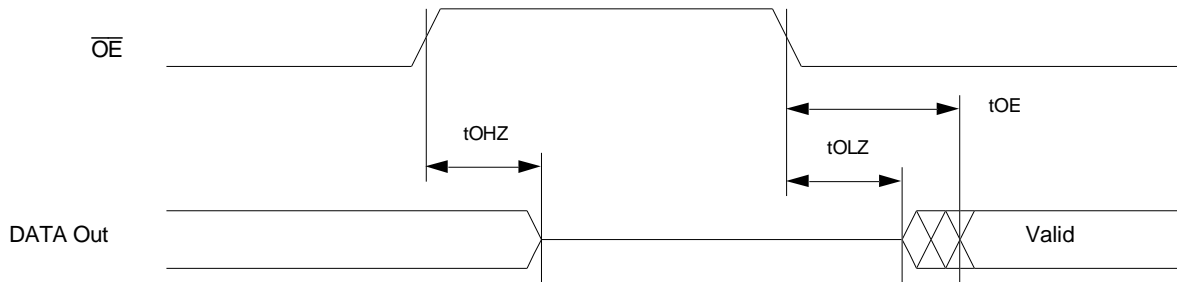 OE
tOE
tOHZ
tOLZ
DATA Out
Valid